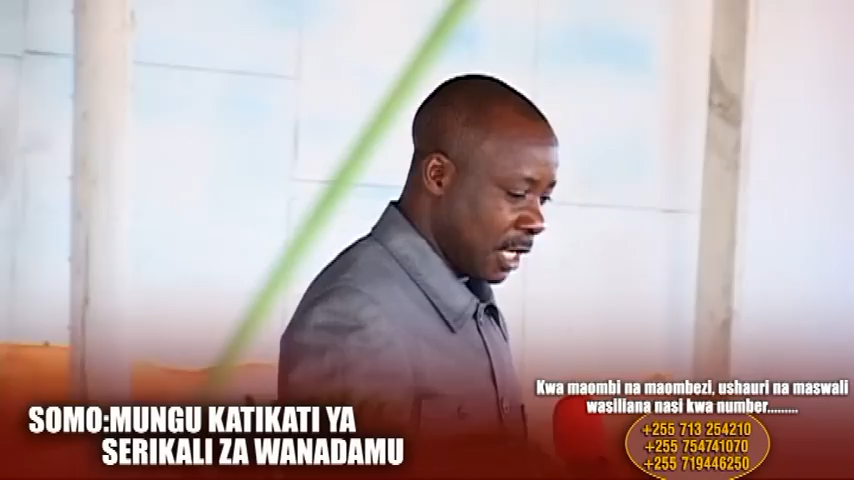 SOMO:MUNGU KATIKATI YA
SERIKALI ZA WANADAMU
Kwa maombi na maombezi, ushauri na maswali
wasiliana nasi kwa number..........
+255 713 254210
+255 754741070
+255 719446250